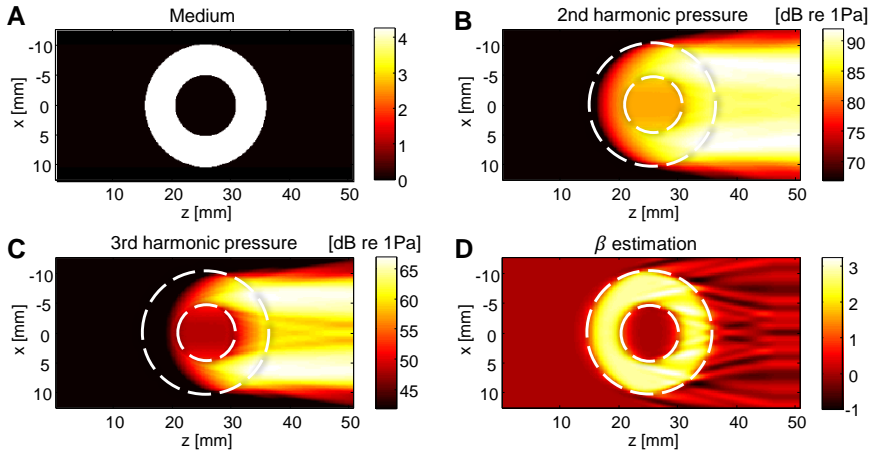 A
Medium
-10
-5
0
5
10
x [mm]
10 20 30 40 50
z [mm]
4
3
2
1
0
B
2nd harmonic pressure
[dB re 1Pa]
-10
-5
0
5
10
x [mm]
10 20 30 40 50
z [mm]
90
85
80
75
70
C
3rd harmonic pressure
[dB re 1Pa]
-10
-5
0
5
10
x [mm]
10 20 30 40 50
z [mm]
65
60
55
50
45
D
β estimation
-10
-5
0
5
10
x [mm]
10 20 30 40 50
z [mm]
3
2
1
0
-1